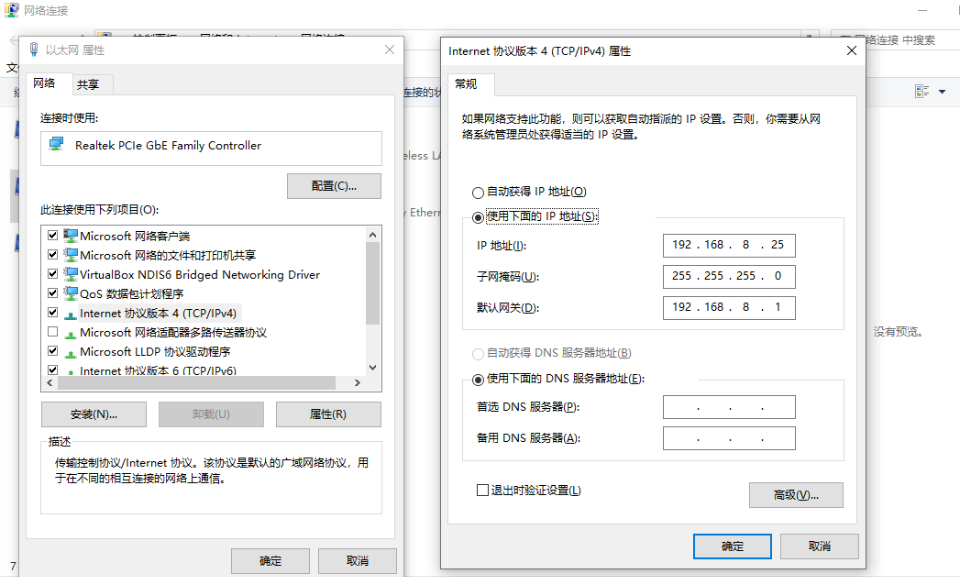 网络连接
以太网 属性
网络
共享
连接时使用:
Realtek PCIe GbE Family Controller
配置(C)...
此连接使用下列项目(O):
Microsoft 网络客户端
Microsoft 网络的文件和打印机共享
VirtualBox NDIS6 Bridged Networking Driver
QoS 数据包计划程序
Internet 协议版本 4 (TCP/IPv4)
Microsoft 网络适配器多路传送器协议
Microsoft LLDP 协议驱动程序
Internet 协议版本 6 (TCP/IPv6)
安装(N)...
卸载(U)
属性(R)
描述
传输控制协议/Internet 协议。该协议是默认的广域网络协议，用
于在不同的相互连接的网络上通信。
确定
取消
7
Internet 协议版本 4 (TCP/IPv4) 属性
常规
如果网络支持此功能，则可以获取自动指派的 IP 设置。否则，你需要从网
络系统管理员处获得适当的 IP 设置。
自动获得 IP 地址(O)
使用下面的 IP 地址(S):
IP 地址(I):
192 . 168 . 8 . 25
子网掩码(U):
255 . 255 . 255 . 0
默认网关(D):
192 . 168 . 8 . 1
自动获得 DNS 服务器地址(B)
使用下面的 DNS 服务器地址(E):
首选 DNS 服务器(P):
. . .
备用 DNS 服务器(A):
. . .
退出时验证设置(L)
高级(V)...
确定
取消
网络连接 中搜索
没有预览。